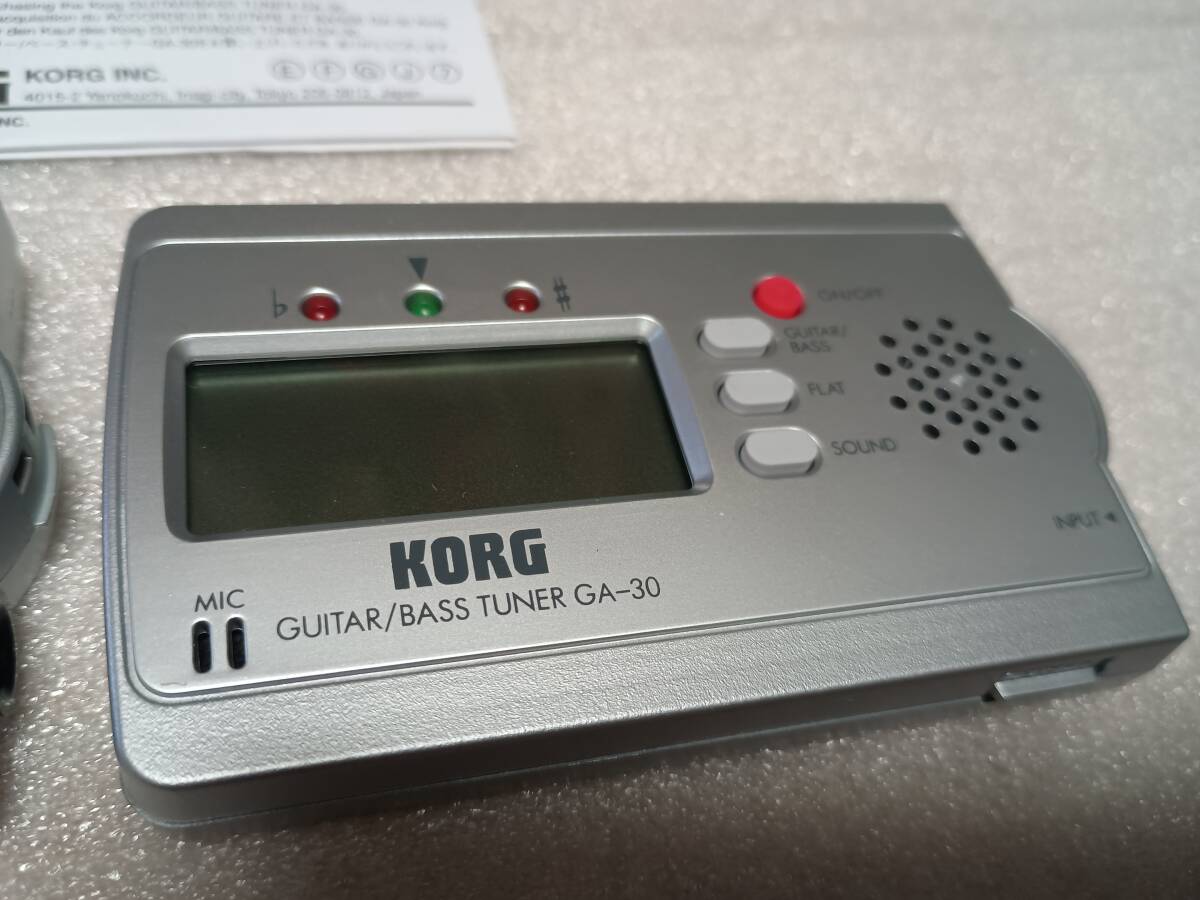 KORG INC.
E F G J
4015-2 Yanokuchi, Inagi-city, Tokyo 206-0812, Japan.
♭
♯
ON/OFF
GUITAR/
BASS
FLAT
SOUND
INPUT
KORG
GUITAR/BASS TUNER GA-30
MIC